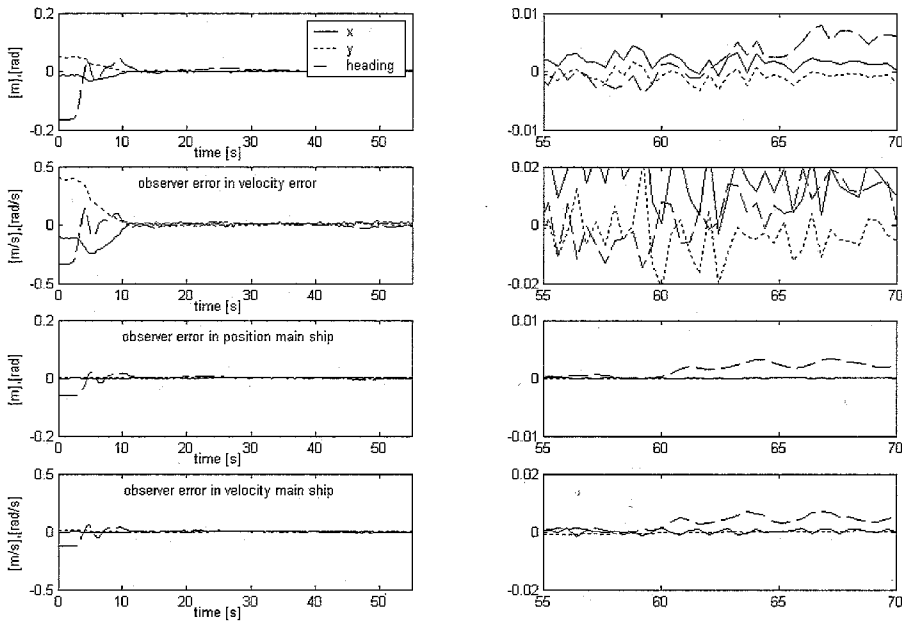 0.2
0
-0.2
[m],[rad]
x
y
heading
0 10 20 30 40 50
time [s]
0.01
0
-0.01
55 60 65 70
0.5
0
-0.5
[m/s],[rad/s]
observer error in velocity error
0 10 20 30 40 50
time [s]
0.02
0
-0.02
55 60 65 70
0.2
0
-0.2
[m],[rad]
observer error in position main ship
0 10 20 30 40 50
time [s]
0.01
0
-0.01
55 60 65 70
0.5
0
-0.5
[m/s],[rad/s]
observer error in velocity main ship
0 10 20 30 40 50
time [s]
0.02
0
-0.02
55 60 65 70